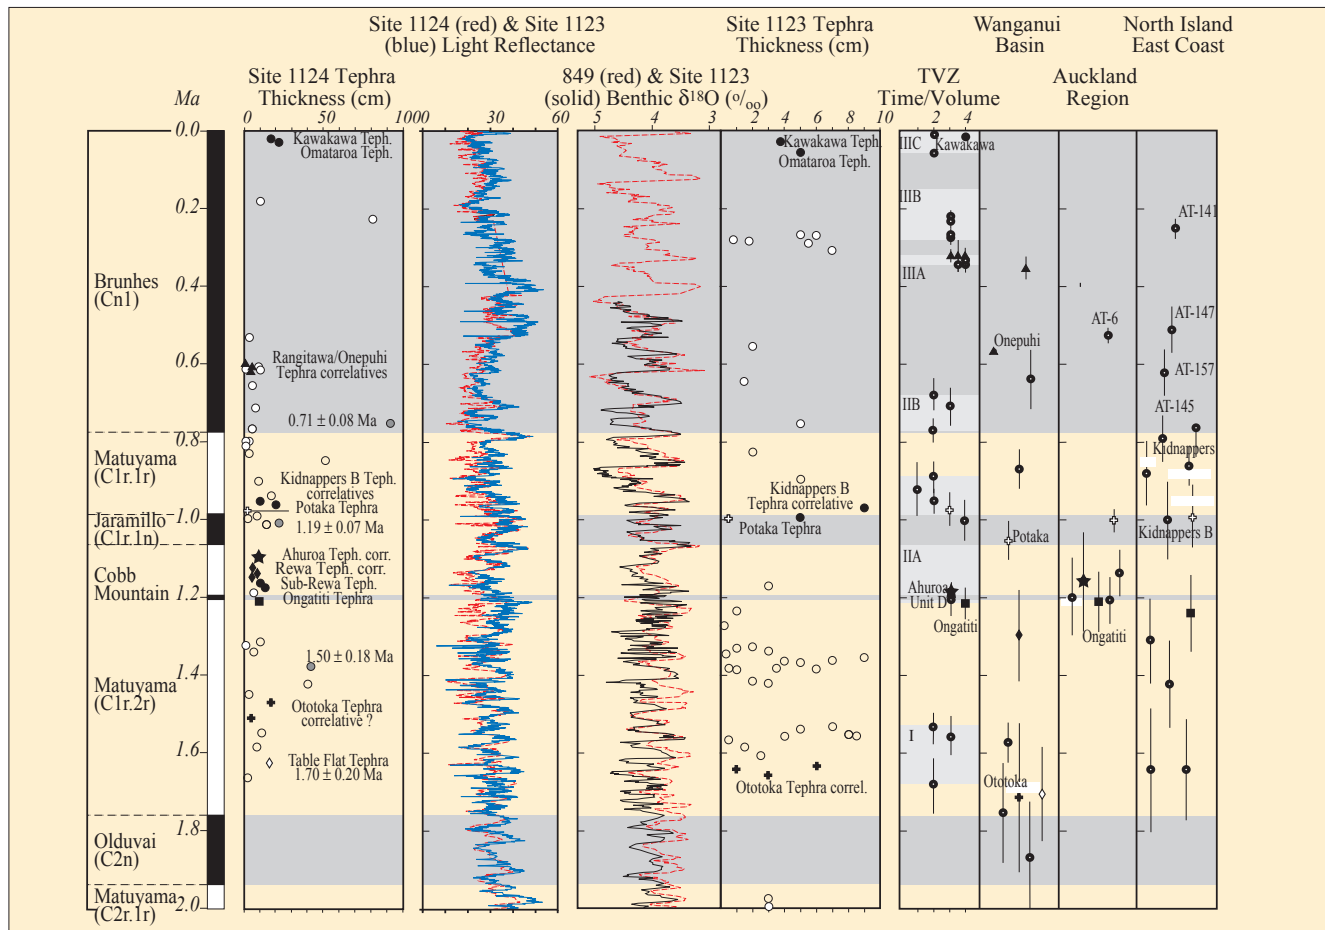 Site 1124 (red) & Site 1123
(blue) Light Reflectance
Site 1123 Tephra
Thickness (cm)
Wanganui
Basin
North Island
East Coast
Ma
Site 1124 Tephra
Thickness (cm)
849 (red) & Site 1123
(solid) Benthic δ18O (o/oo)
TVZ
Time/Volume
Auckland
Region
0 50 100
0 30 60
5 4 3
2 4 6 8 10
2 4
0.0
0.2
0.4
0.6
0.8
1.0
1.2
1.4
1.6
1.8
2.0
Brunhes
(Cn1)
Matuyama
(C1r.1r)
Jaramillo
(C1r.1n)
Cobb
Mountain
Matuyama
(C1r.2r)
Olduvai
(C2n)
Matuyama
(C2r.1r)
Kawakawa Teph.
Omataroa Teph.
Rangitawa/Onepuhi
Tephra correlatives
0.71 ± 0.08 Ma
Kidnappers B Teph.
correlatives
Potaka Tephra
1.19 ± 0.07 Ma
Ahuroa Teph. corr.
Rewa Teph. corr.
Sub-Rewa Teph.
Ongatiti Tephra
1.50 ± 0.18 Ma
Ototoka Tephra
correlative ?
Table Flat Tephra
1.70 ± 0.20 Ma
Kawakawa Teph.
Omataroa Teph.
Kidnappers B
Tephra correlative
Potaka Tephra
Ototoka Tephra correl.
IIIC
Kawakawa
IIIB
IIIA
IIB
IIA
Ahuroa
Unit D
Ongatiti
I
Onepuhi
Potaka
Ototoka
AT-6
Ongatiti
AT-141
AT-147
AT-157
AT-145
Kidnappers
Kidnappers B